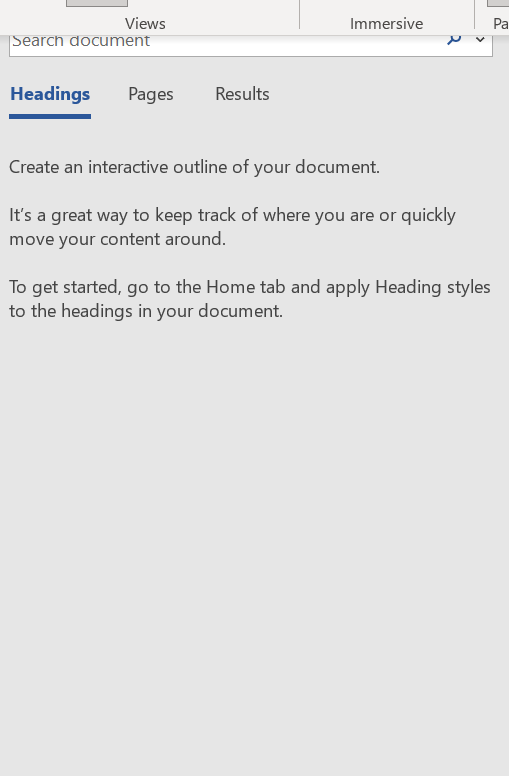 Views Immersive Pa
Search document
Headings Pages Results
Create an interactive outline of your document.
It's a great way to keep track of where you are or quickly
move your content around.
To get started, go to the Home tab and apply Heading styles
to the headings in your document.